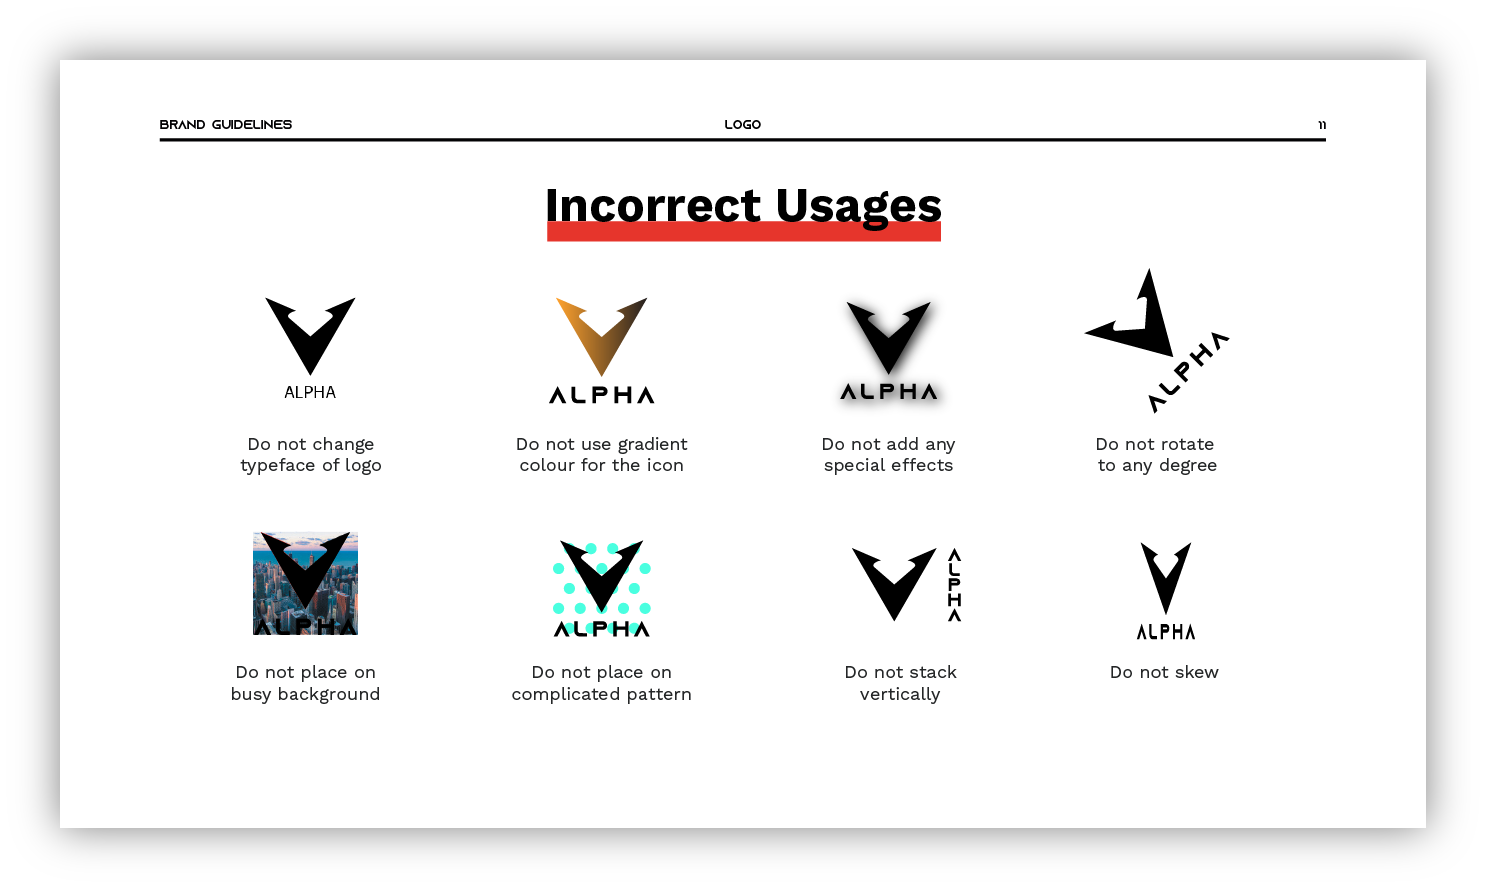 BRAND GUIDELINES
LOGO
11
Incorrect Usages
ALPHA
ALPHA
ALPHA
ALPHA
Do not change
typeface of logo
Do not use gradient
colour for the icon
Do not add any
special effects
Do not rotate
to any degree
ALPHA
ALPHA
ALPHA
ALPHA
Do not place on
busy background
Do not place on
complicated pattern
Do not stack
vertically
Do not skew